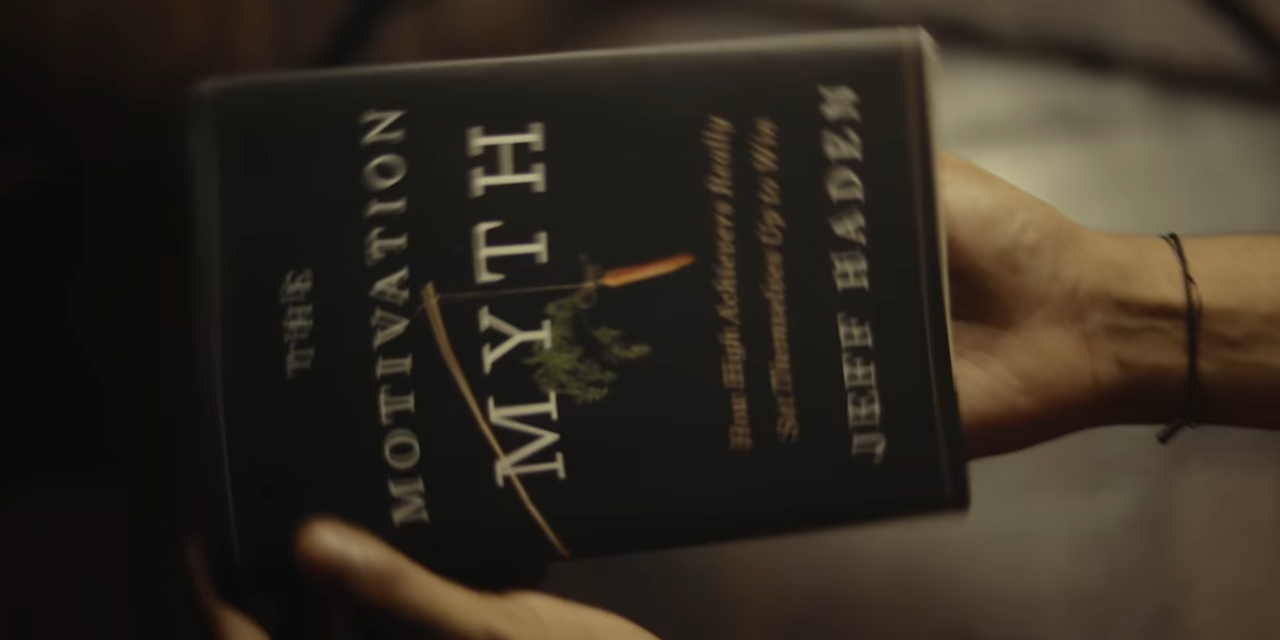 THE
MOTIVATION
MYTH
How High Achievers Really
Set Themselves Up to Win
JEFF HADEN